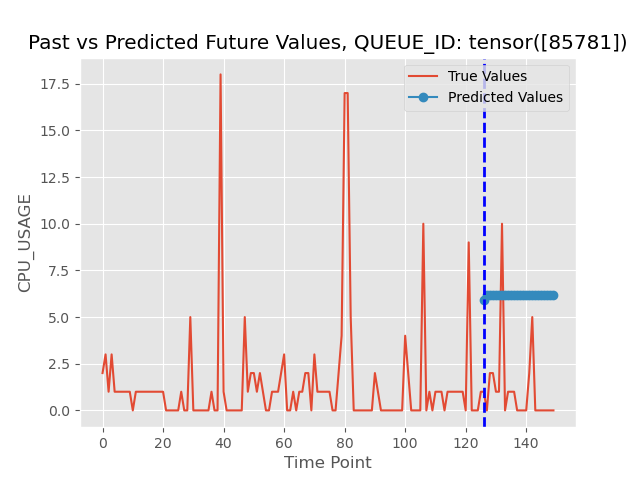 Past vs Predicted Future Values, QUEUE_ID: tensor([85781])
True Values
Predicted Values
17.5
15.0
12.5
10.0
7.5
5.0
2.5
0.0
CPU_USAGE
0 20 40 60 80 100 120 140
Time Point